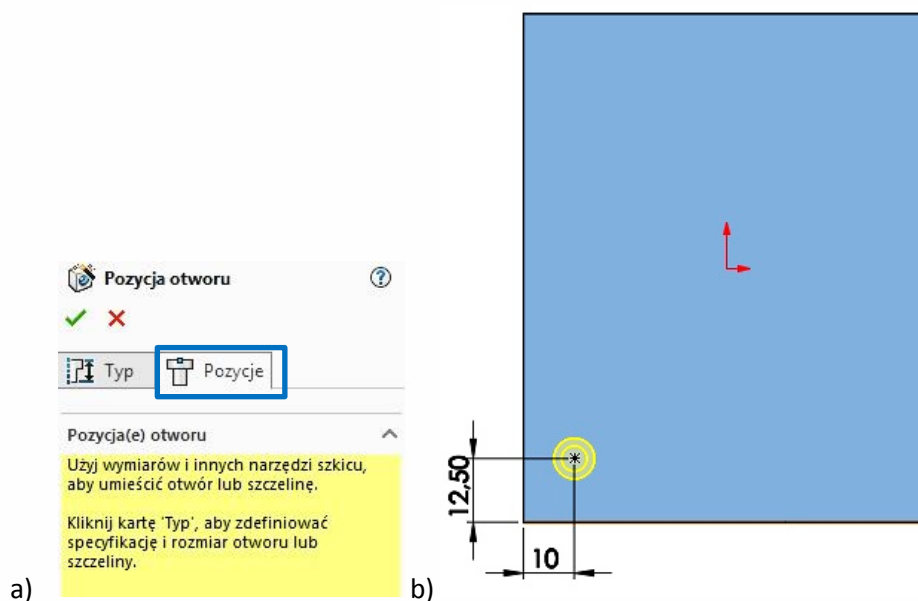 Pozycja otworu
Typ
Pozycje
Pozycja(e) otworu
Użyj wymiarów i innych narzędzi szkicu,
aby umieścić otwór lub szczelinę.
Kliknij kartę 'Typ', aby zdefiniować
specyfikację i rozmiar otworu lub
szczeliny.
a)
12,50
10
b)